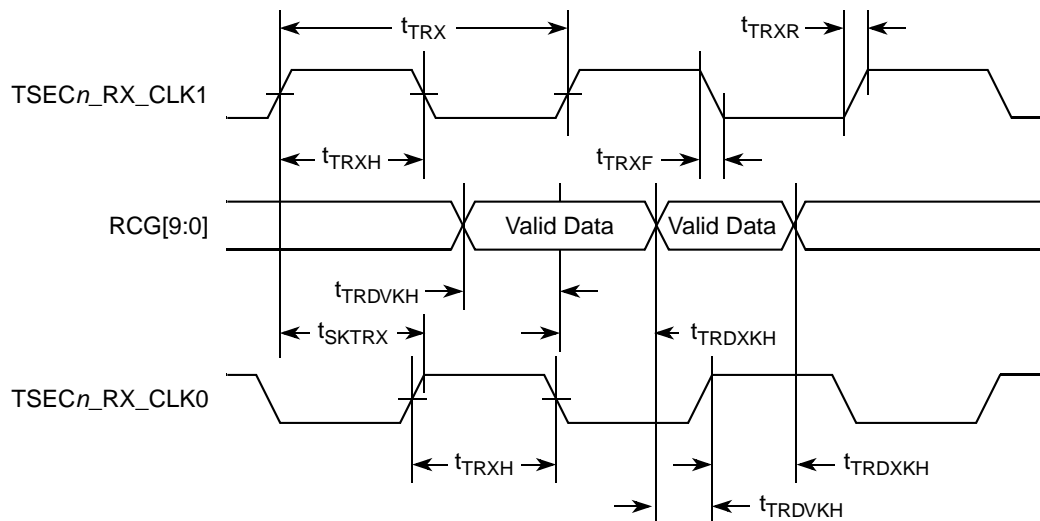 tTRX
tTRXR
TSECn_RX_CLK1
tTRXH
tTRXF
RCG[9:0]
Valid Data
Valid Data
tTRDVKH
tSKTRX
tTRDXKH
TSECn_RX_CLK0
tTRXH
tTRDXKH
tTRDVKH